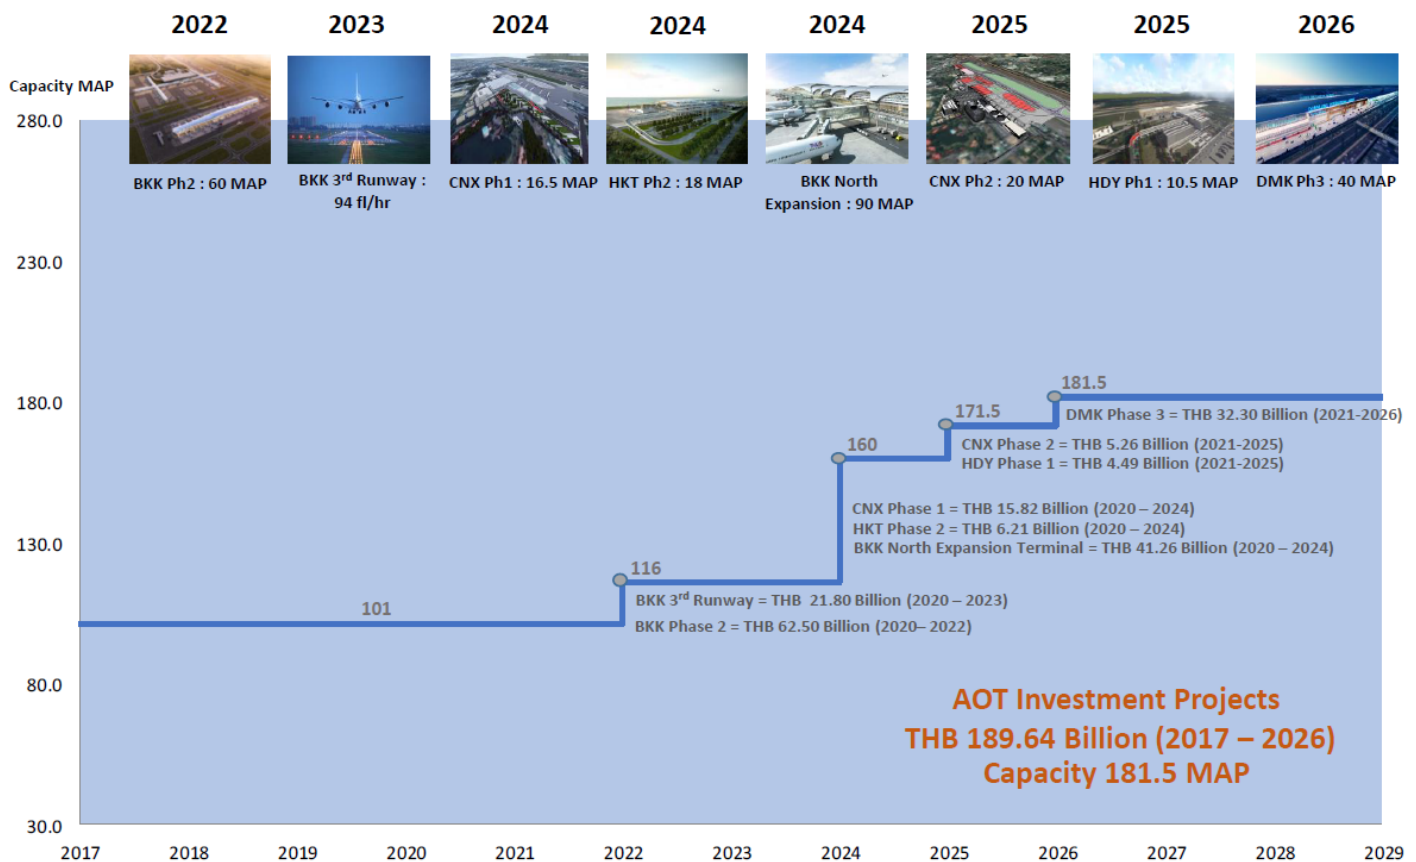 2022
2023
2024
2024
2024
2025
2025
2026
Capacity MAP
BKK Ph2 : 60 MAP
BKK 3rd Runway :
94 fl/hr
CNX Ph1 : 16.5 MAP
HKT Ph2 : 18 MAP
BKK North
Expansion : 90 MAP
CNX Ph2 : 20 MAP
HDY Ph1 : 10.5 MAP
DMK Ph3 : 40 MAP
280.0
230.0
180.0
130.0
80.0
30.0
181.5
DMK Phase 3 = THB 32.30 Billion (2021-2026)
171.5
CNX Phase 2 = THB 5.26 Billion (2021-2025)
HDY Phase 1 = THB 4.49 Billion (2021-2025)
160
CNX Phase 1 = THB 15.82 Billion (2020 – 2024)
HKT Phase 2 = THB 6.21 Billion (2020 – 2024)
BKK North Expansion Terminal = THB 41.26 Billion (2020 – 2024)
116
BKK 3rd Runway = THB  21.80 Billion (2020 – 2023)
101
BKK Phase 2 = THB 62.50 Billion (2020– 2022)
AOT Investment Projects
THB 189.64 Billion (2017 – 2026)
Capacity 181.5 MAP
2017
2018
2019
2020
2021
2022
2023
2024
2025
2026
2027
2028
2029